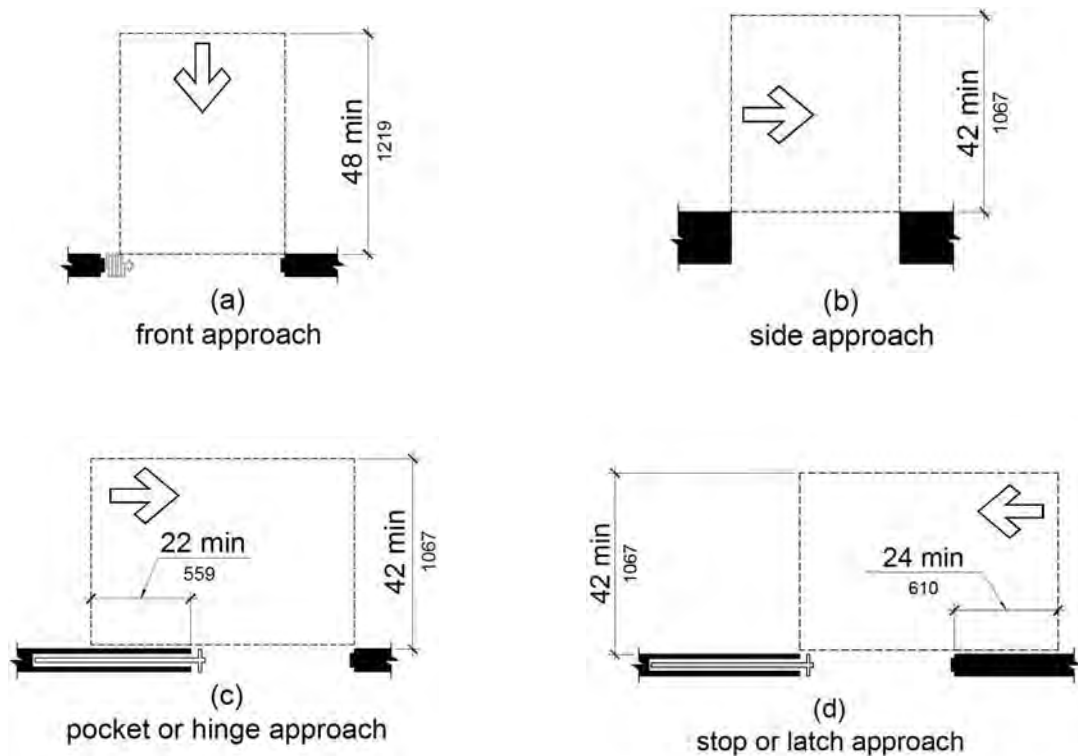 48 min
1219
(a)
front approach
42 min
1067
(b)
side approach
22 min
559
42 min
1067
(c)
pocket or hinge approach
42 min
1067
24 min
610
(d)
stop or latch approach